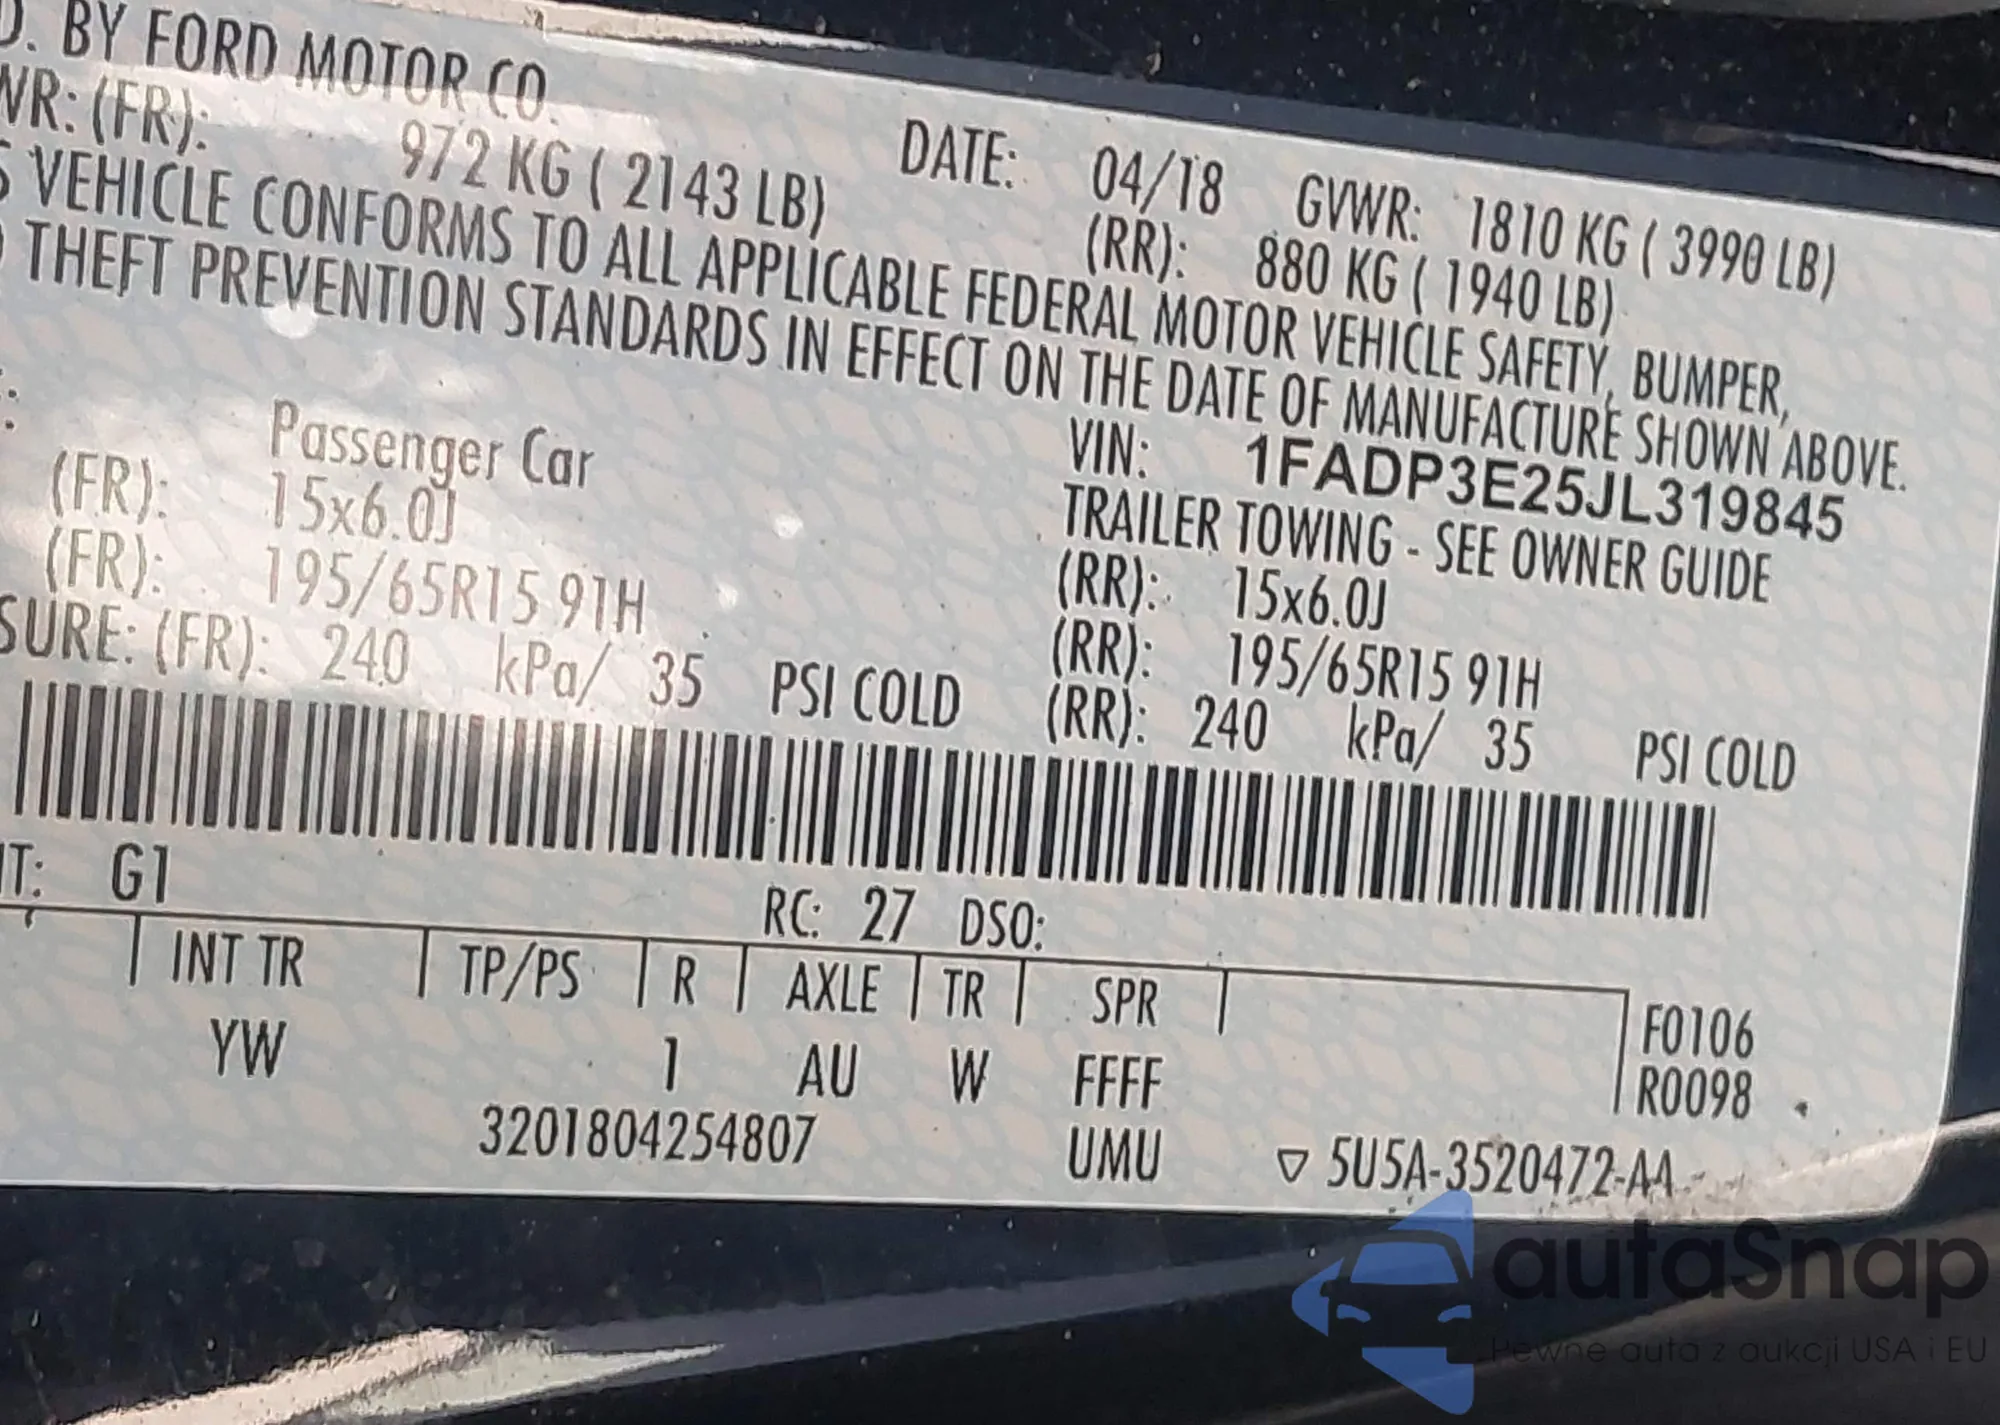 D. BY FORD MOTOR CO.
DATE: 04/18 GVWR: 1810 KG ( 3990 LB)
WR: (FR): 972 KG ( 2143 LB) (RR): 880 KG ( 1940 LB)
S VEHICLE CONFORMS TO ALL APPLICABLE FEDERAL MOTOR VEHICLE SAFETY, BUMPER,
THEFT PREVENTION STANDARDS IN EFFECT ON THE DATE OF MANUFACTURE SHOWN ABOVE.
VIN: 1FADP3E25JL319845
: Passenger Car TRAILER TOWING - SEE OWNER GUIDE
(FR): 15x6.0J (RR): 15x6.0J
(FR): 195/65R15 91H (RR): 195/65R15 91H
SURE: (FR): 240 kPa/ 35 PSI COLD (RR): 240 kPa/ 35 PSI COLD
NT: G1 RC: 27 DSO:
INT TR TP/PS R AXLE TR SPR F0106
YW 1 AU W FFFF R0098
3201804254807 UMU ▽ 5U5A-3520472-AA
autaSnap
Pewne auta z aukcji USA i EU